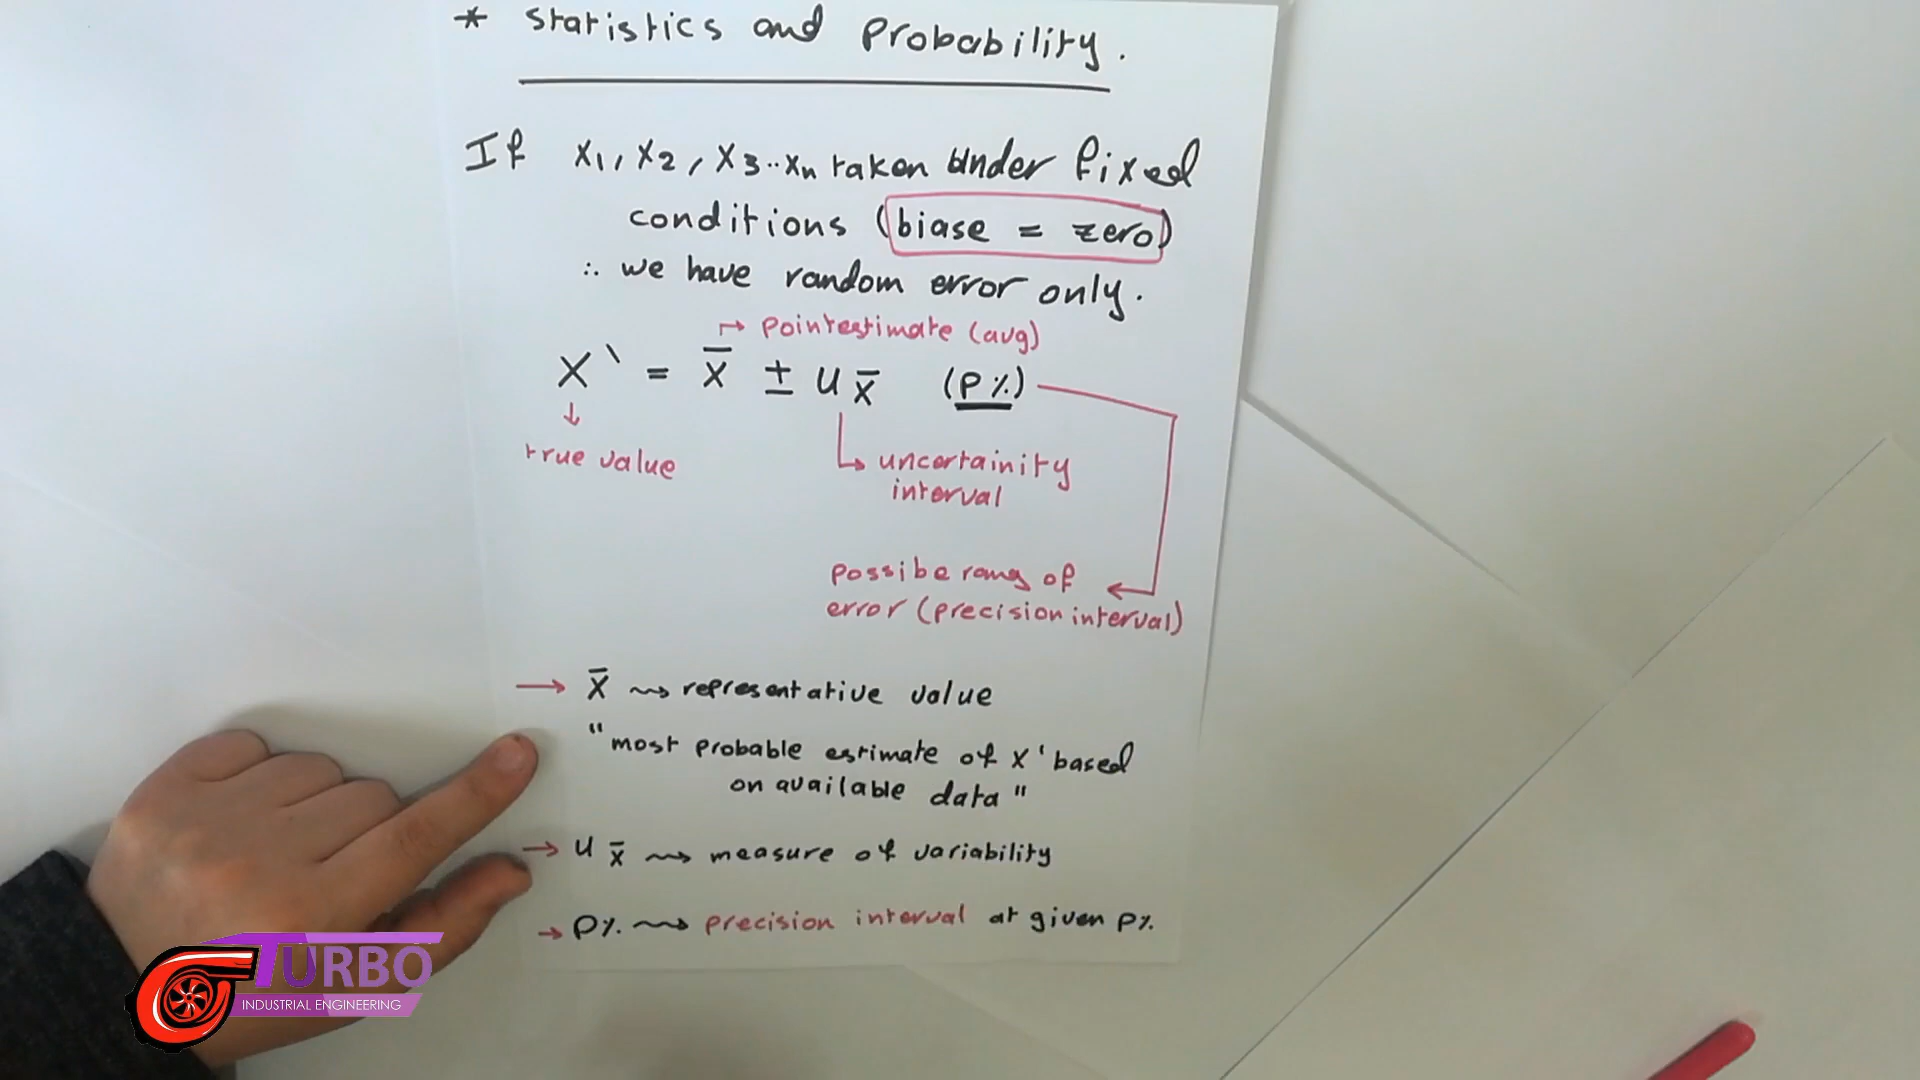 * Statistics and Probability.
If x1, x2, x3..xn taken under fixed
conditions (biase = zero)
∴ we have random error only.
↱ pointestimate (avg)
X` = x̄ ± u x̄ (P%)
↓
true value
↳ uncertainity
interval
possibe rang of
error (precision interval)
→ x̄ ⇝ representative value
"most probable estimate of x' based
on available data"
→ u x̄ ⇝ measure of variability
→ P% ⇝ precision interval at given P%
TURBO
INDUSTRIAL ENGINEERING